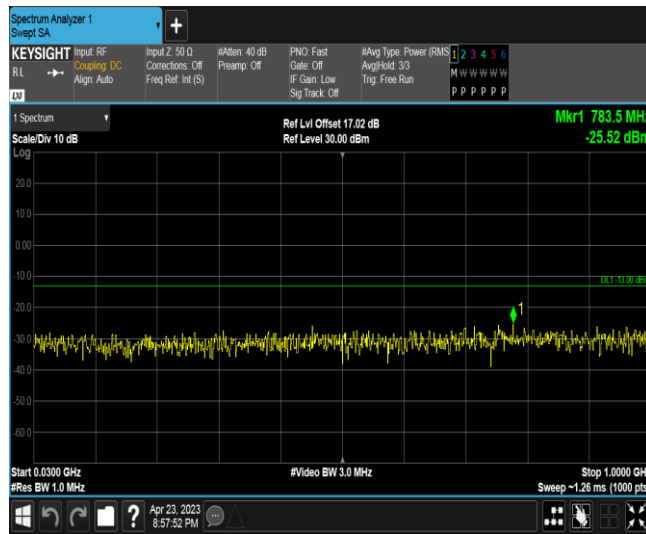 Spectrum Analyzer 1
Swept SA
+
KEYSIGHT
RL
LXI
Input: RF
Coupling: DC
Align: Auto
Input Z: 50 Ω
Corrections: Off
Freq Ref: Int (S)
#Atten: 40 dB
Preamp: Off
PNO: Fast
Gate: Off
IF Gain: Low
Sig Track: Off
#Avg Type: Power (RMS
Avg|Hold: 3/3
Trig: Free Run
1 2 3 4 5 6
M W W W W W
P P P P P P
1 Spectrum
Scale/Div 10 dB
Log
Ref Lvl Offset 17.02 dB
Ref Level 30.00 dBm
Mkr1 783.5 MHz
-25.52 dBm
20.0
10.0
0.00
-10.0
DL1 -13.00 dBm
-20.0
1
-30.0
-40.0
-50.0
-60.0
Start 0.0300 GHz
#Res BW 1.0 MHz
#Video BW 3.0 MHz
Stop 1.0000 GH
Sweep ~1.26 ms (1000 pts
?
Apr 23, 2023
8:57:52 PM